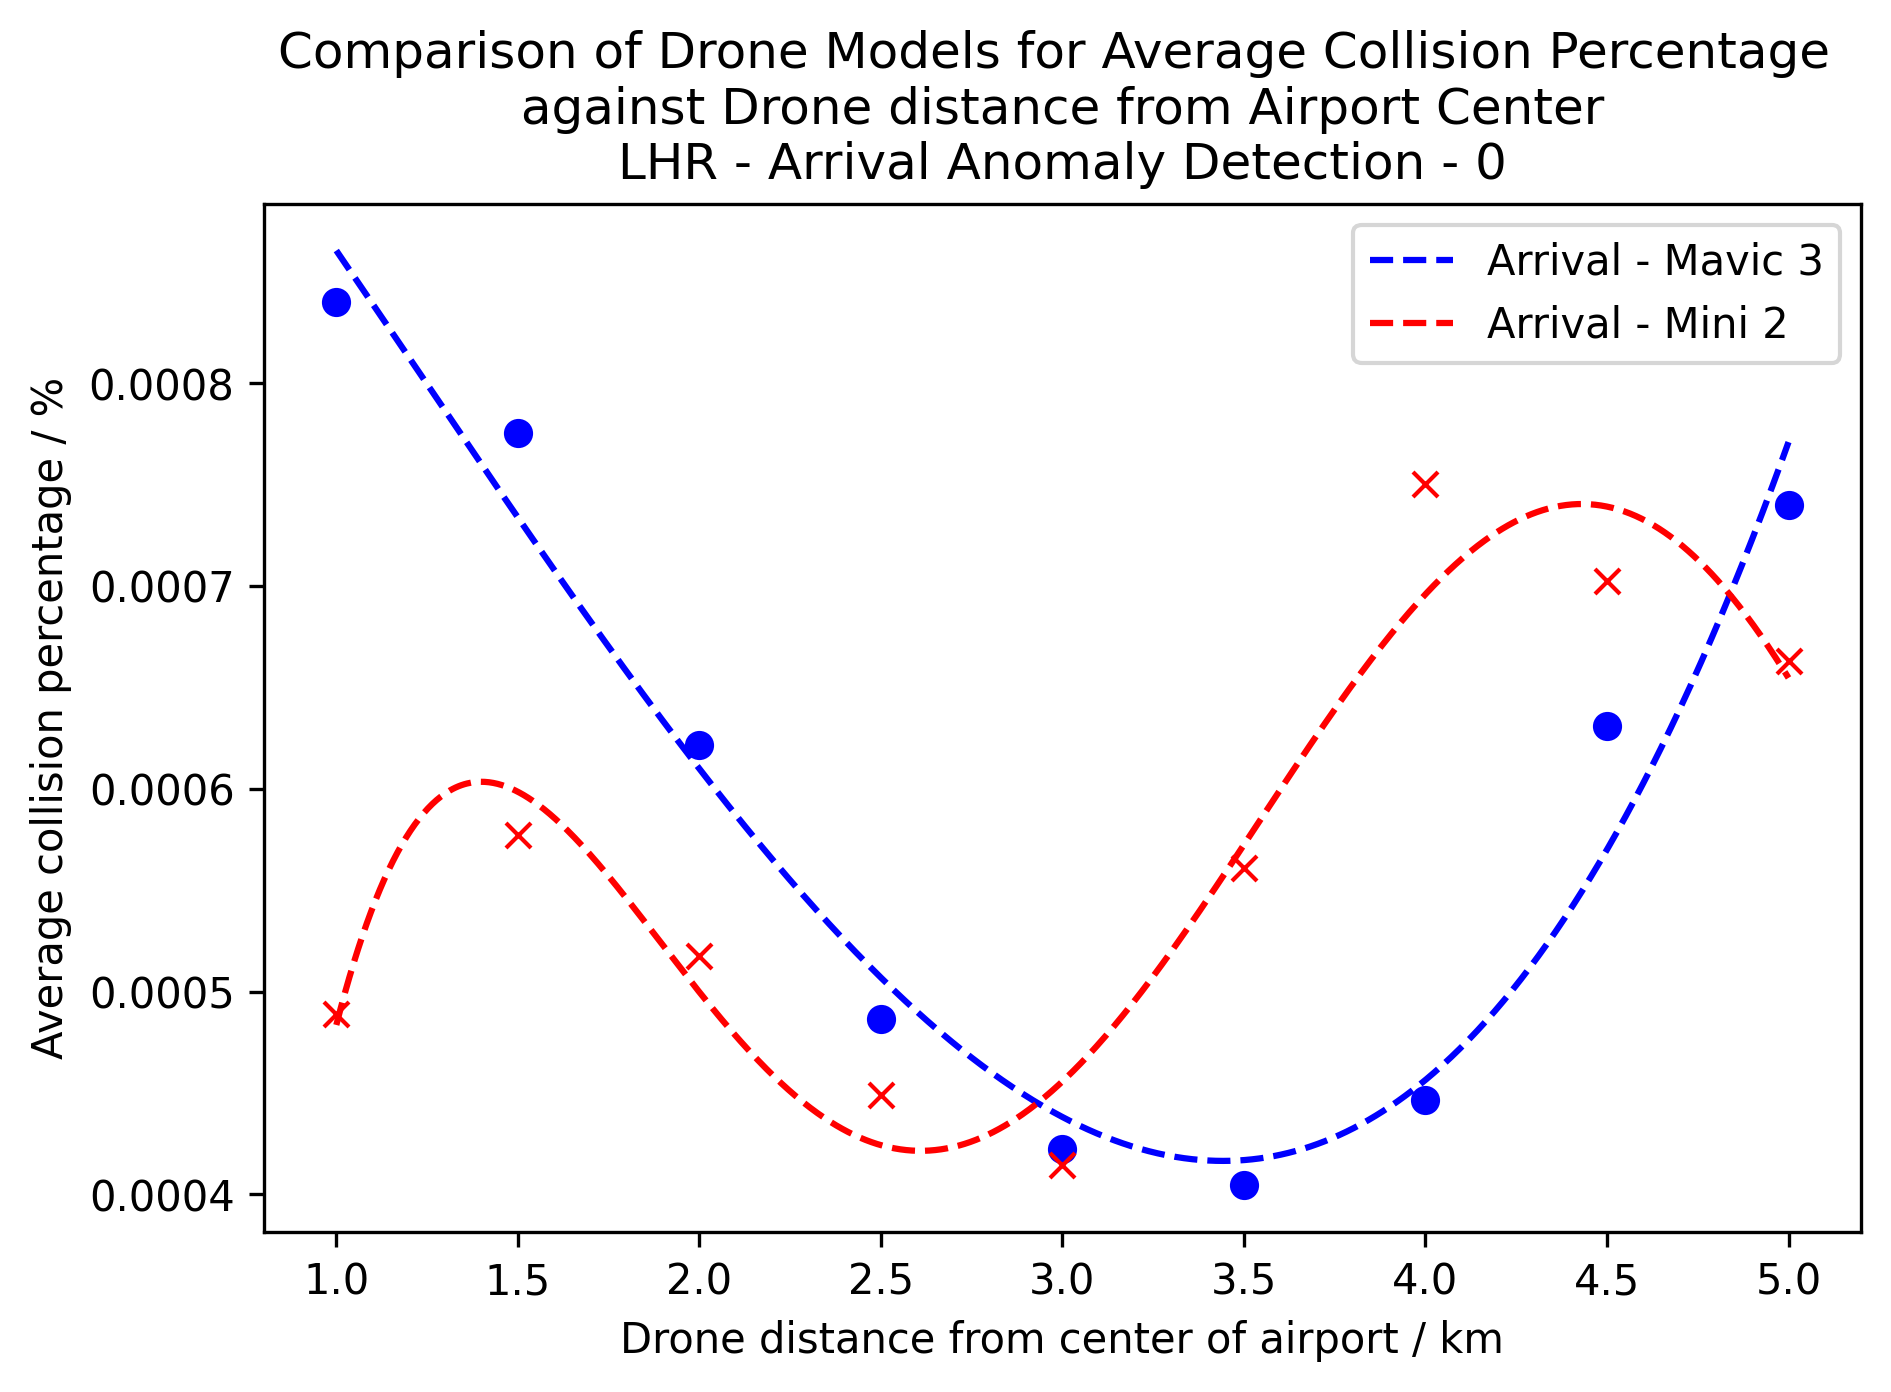 Comparison of Drone Models for Average Collision Percentage
against Drone distance from Airport Center
LHR - Arrival Anomaly Detection - 0
Arrival - Mavic 3
Arrival - Mini 2
Average collision percentage / %
0.0008
0.0007
0.0006
0.0005
0.0004
1.0 1.5 2.0 2.5 3.0 3.5 4.0 4.5 5.0
Drone distance from center of airport / km